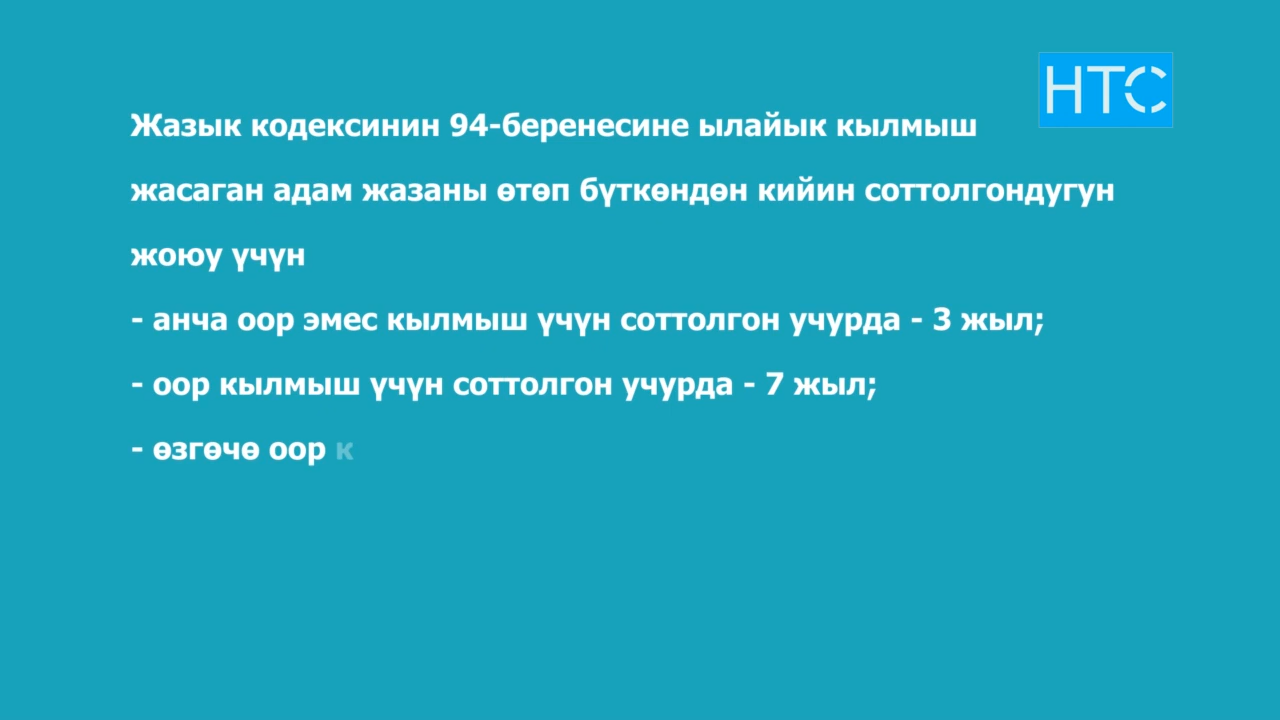 НТС
Жазык кодексинин 94-беренесине ылайык кылмыш
жасаган адам жазаны өтөп бүткөндөн кийин соттолгондугун
жоюу үчүн
- анча оор эмес кылмыш үчүн соттолгон учурда - 3 жыл;
- оор кылмыш үчүн соттолгон учурда - 7 жыл;
- өзгөчө оор к